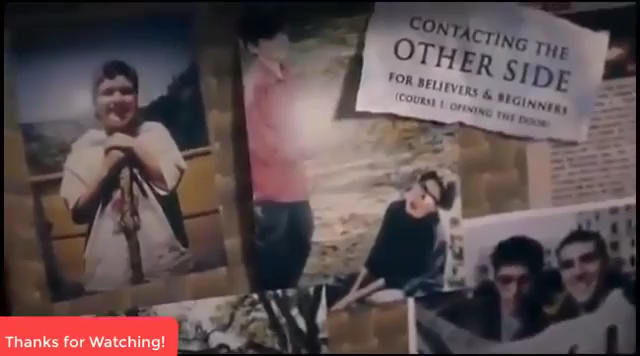 CONTACTING THE
OTHER SIDE
FOR BELIEVERS & BEGINNERS
(COURSE 1: OPENING THE DOOR)
Thanks for Watching!